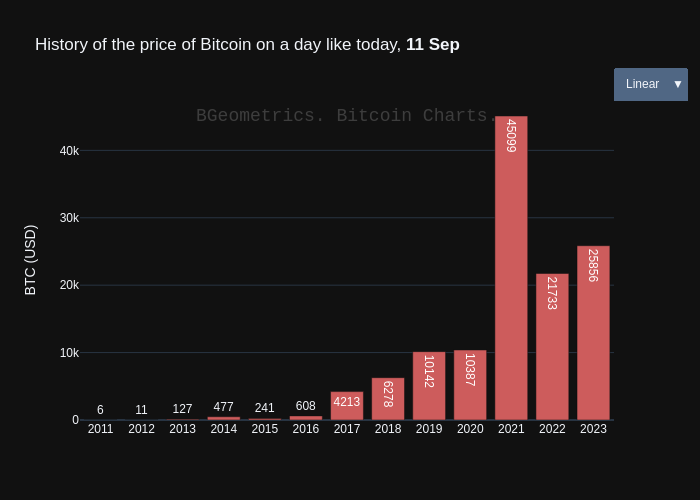 History of the price of Bitcoin on a day like today, 11 Sep
Linear ▼
BGeometrics. Bitcoin Charts.
BTC (USD)
40k
30k
20k
10k
0
6
11
127
477
241
608
4213
6278
10142
10387
45099
21733
25856
2011 2012 2013 2014 2015 2016 2017 2018 2019 2020 2021 2022 2023